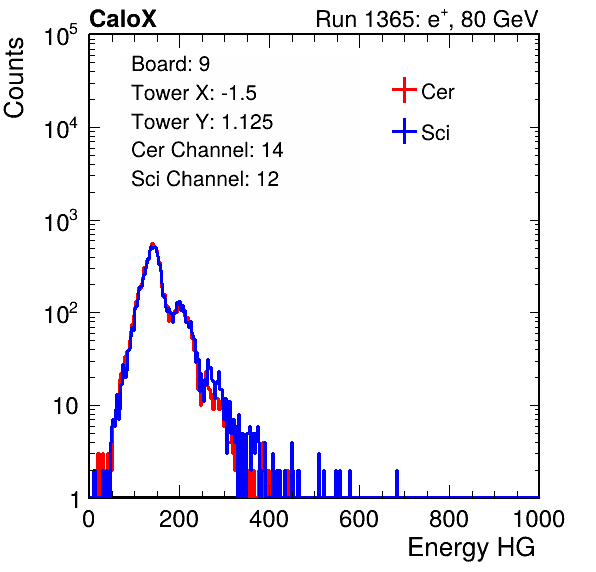 CaloX Run 1365: e⁺, 80 GeV
Counts
Board: 9
Tower X: -1.5
Tower Y: 1.125
Cer Channel: 14
Sci Channel: 12
Cer
Sci
10⁵
10⁴
10³
10²
10
1
0 200 400 600 800 1000
Energy HG